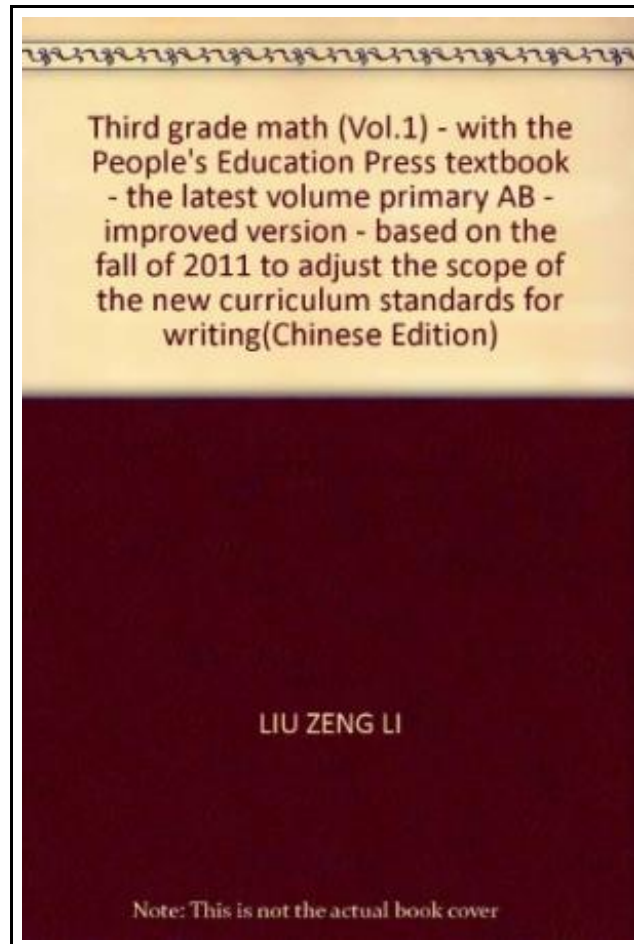 Third grade math (Vol.1) - with the
People's Education Press textbook
- the latest volume primary AB -
improved version - based on the
fall of 2011 to adjust the scope of
the new curriculum standards for
writing(Chinese Edition)
LIU ZENG LI
Note: This is not the actual book cover